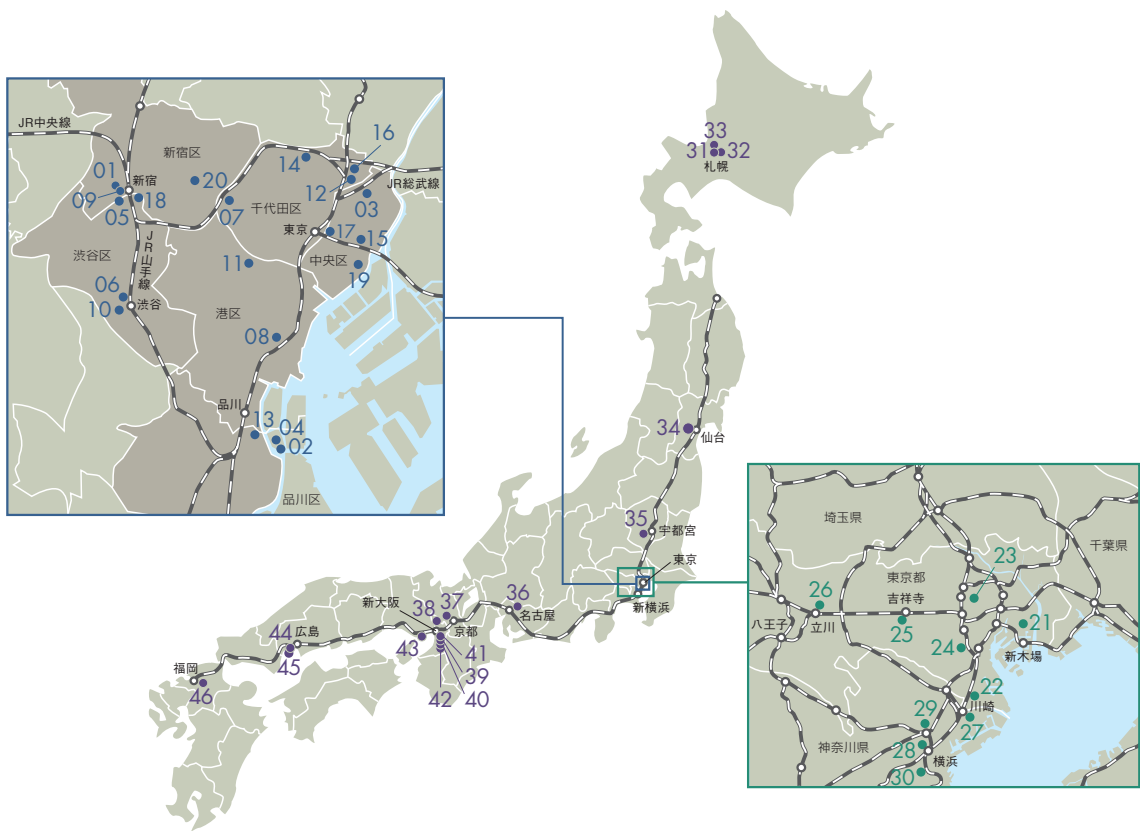 JR中央線
新宿区
16
14
01
新宿
20
12
JR総武線
09
18
07
03
05
千代田区
東京
17
15
JR山手線
渋谷区
11
中央区
19
06
10
渋谷
港区
08
品川
13
04
02
品川区
33
31
32
札幌
34
仙台
35
宇都宮
東京
新横浜
36
名古屋
新大阪
38
37
京都
43
41
39
42
40
44
広島
45
福岡
46
埼玉県
千葉県
23
東京都
26
吉祥寺
八王子
立川
25
21
24
新木場
22
29
川崎
27
神奈川県
28
横浜
30